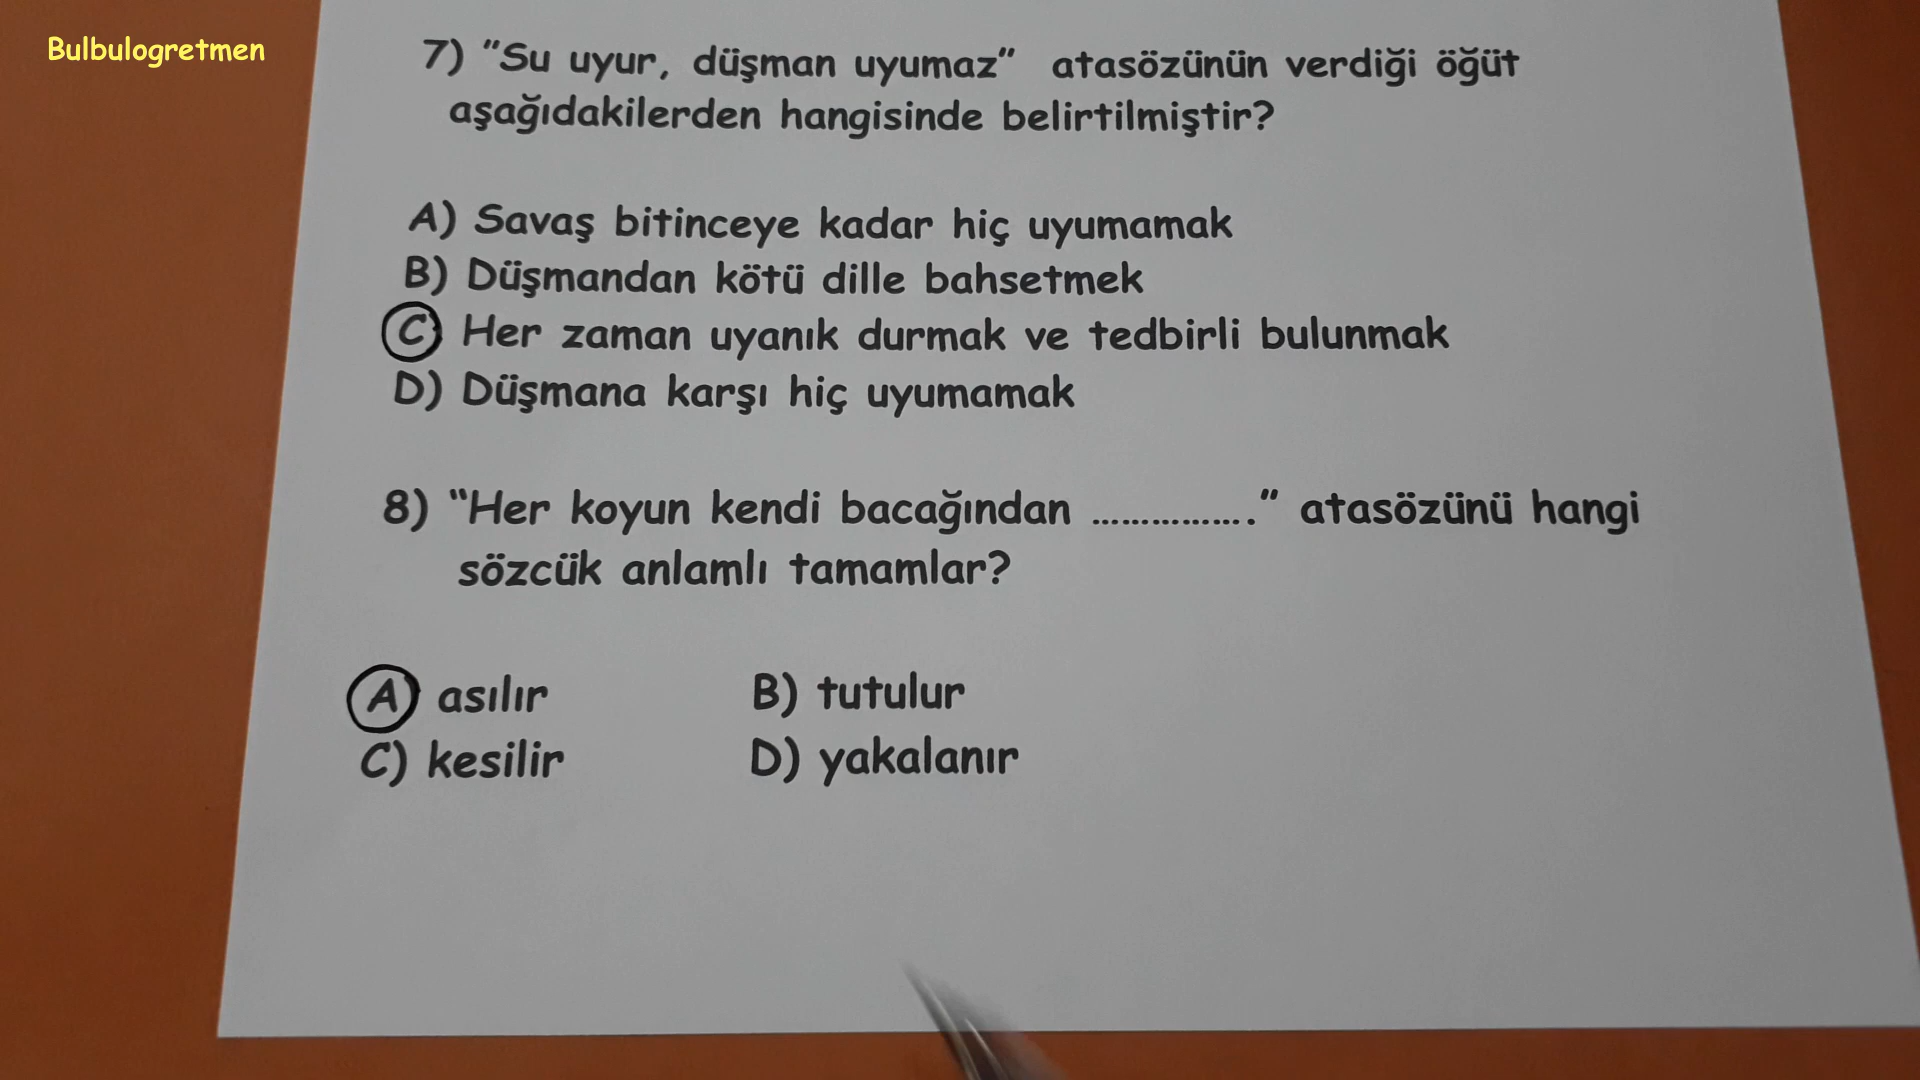 Bulbulogretmen
7) "Su uyur, düşman uyumaz" atasözünün verdiği öğüt
aşağıdakilerden hangisinde belirtilmiştir?
A) Savaş bitinceye kadar hiç uyumamak
B) Düşmandan kötü dille bahsetmek
C) Her zaman uyanık durmak ve tedbirli bulunmak
D) Düşmana karşı hiç uyumamak
8) "Her koyun kendi bacağından ................" atasözünü hangi
sözcük anlamlı tamamlar?
A) asılır B) tutulur
C) kesilir D) yakalanır